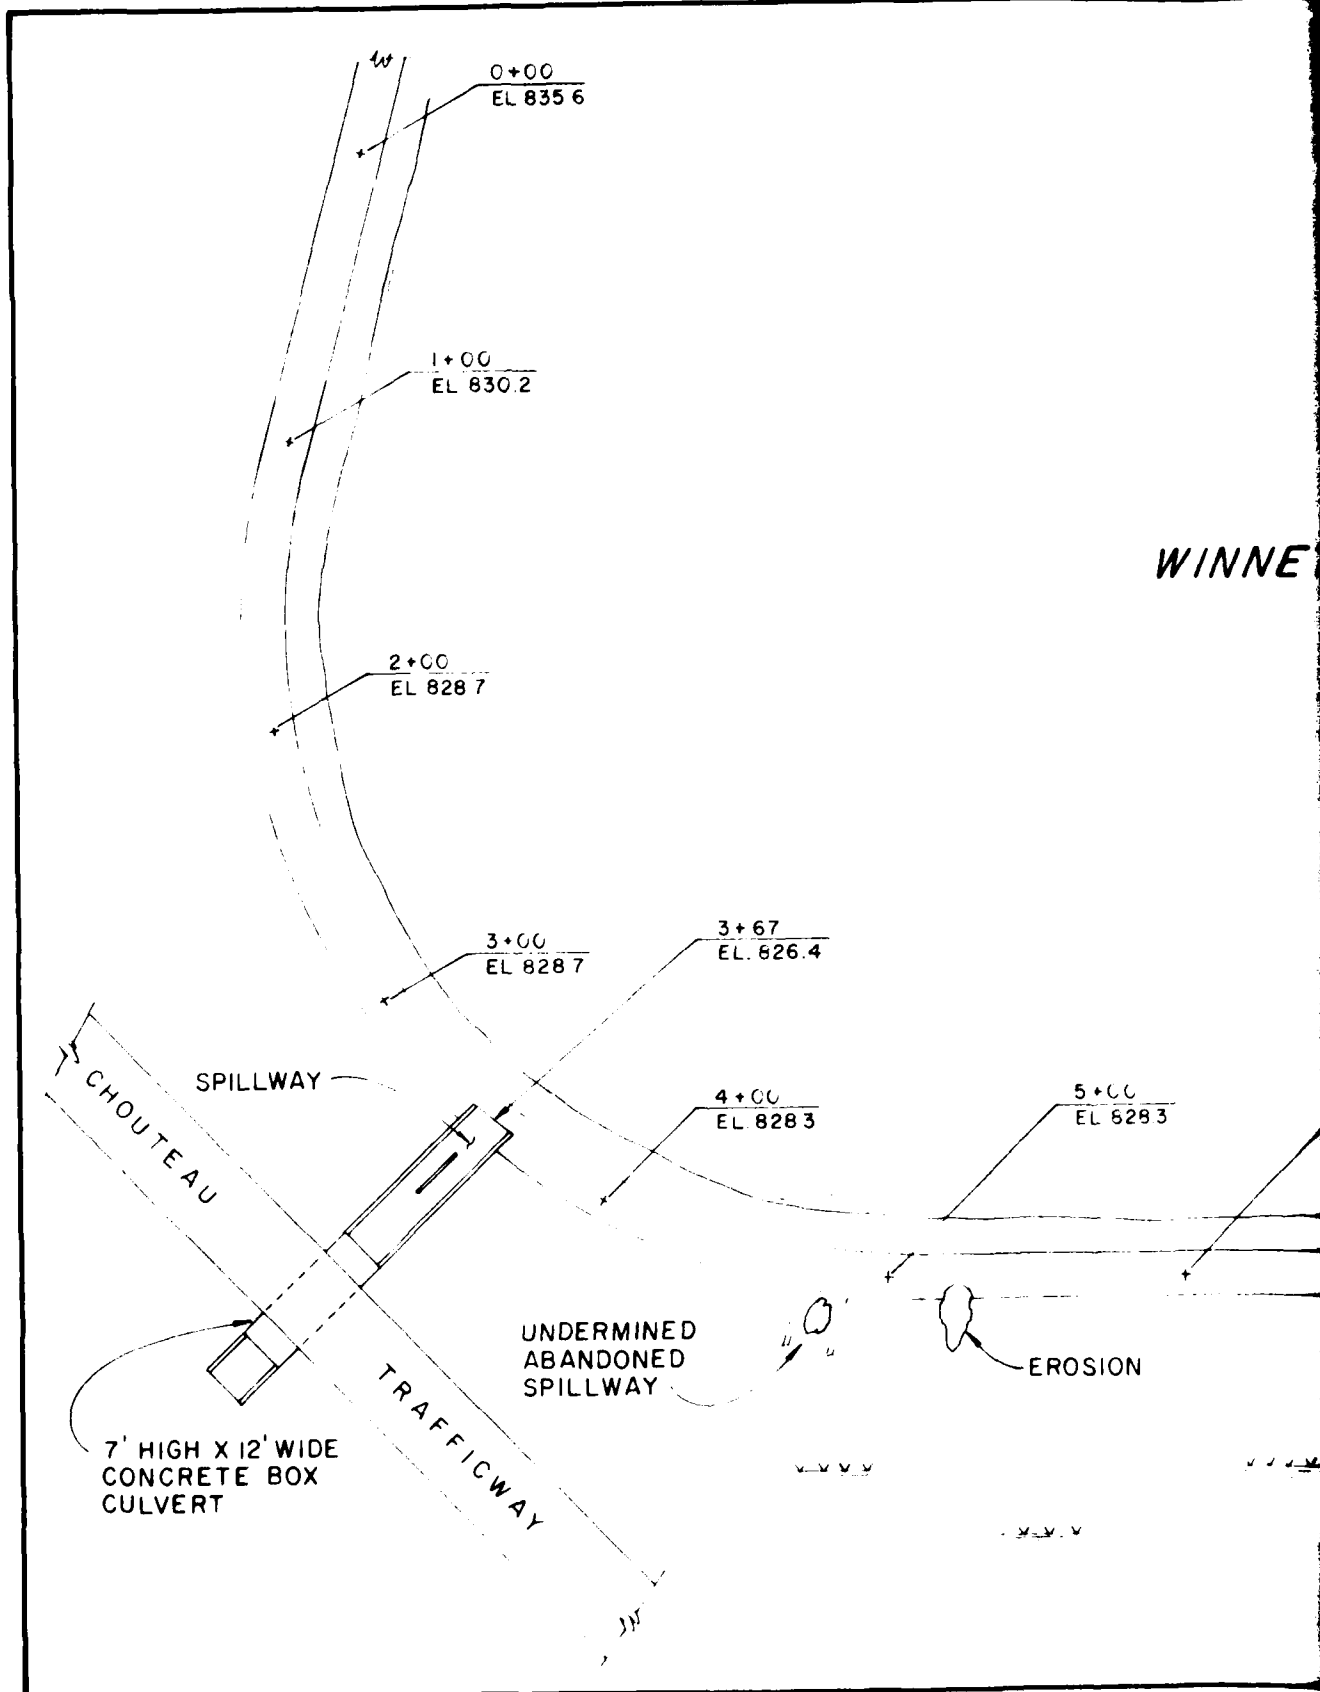 0+00
EL 835 6
1+00
EL 830.2
WINNE
2+00
EL 828 7
3+00
EL 828 7
3+67
EL. 826.4
SPILLWAY
CHOUTEAU
4+00
EL. 828 3
5+00
EL 828.3
UNDERMINED
ABANDONED
SPILLWAY
EROSION
TRAFFICWAY
7' HIGH X 12' WIDE
CONCRETE BOX
CULVERT